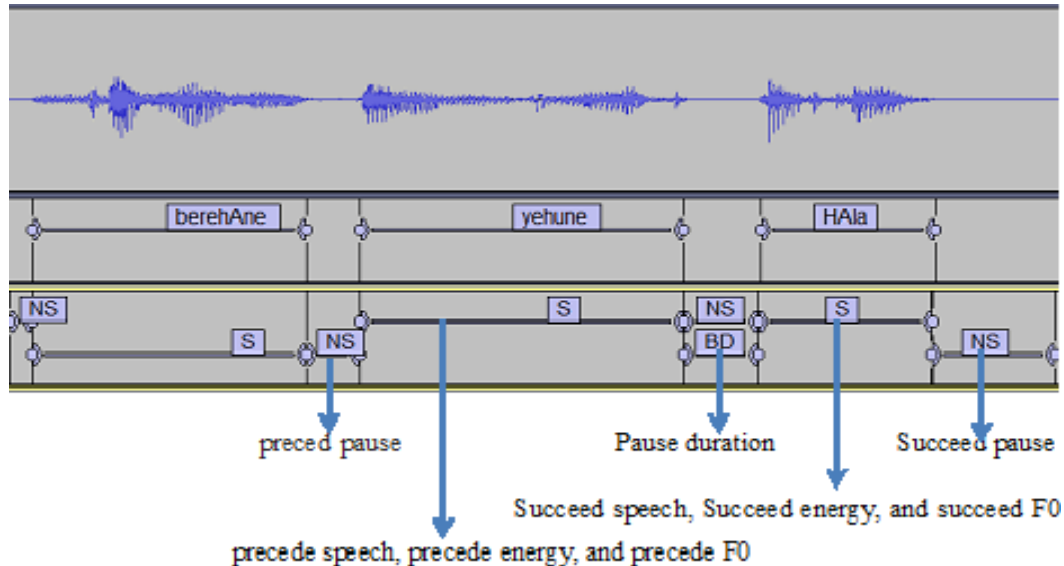 berehAne yehune HAla
NS S NS S
S NS BD NS
preced pause Pause duration Succeed pause
Succeed speech, Succeed energy, and succeed F0
precede speech, precede energy, and precede F0